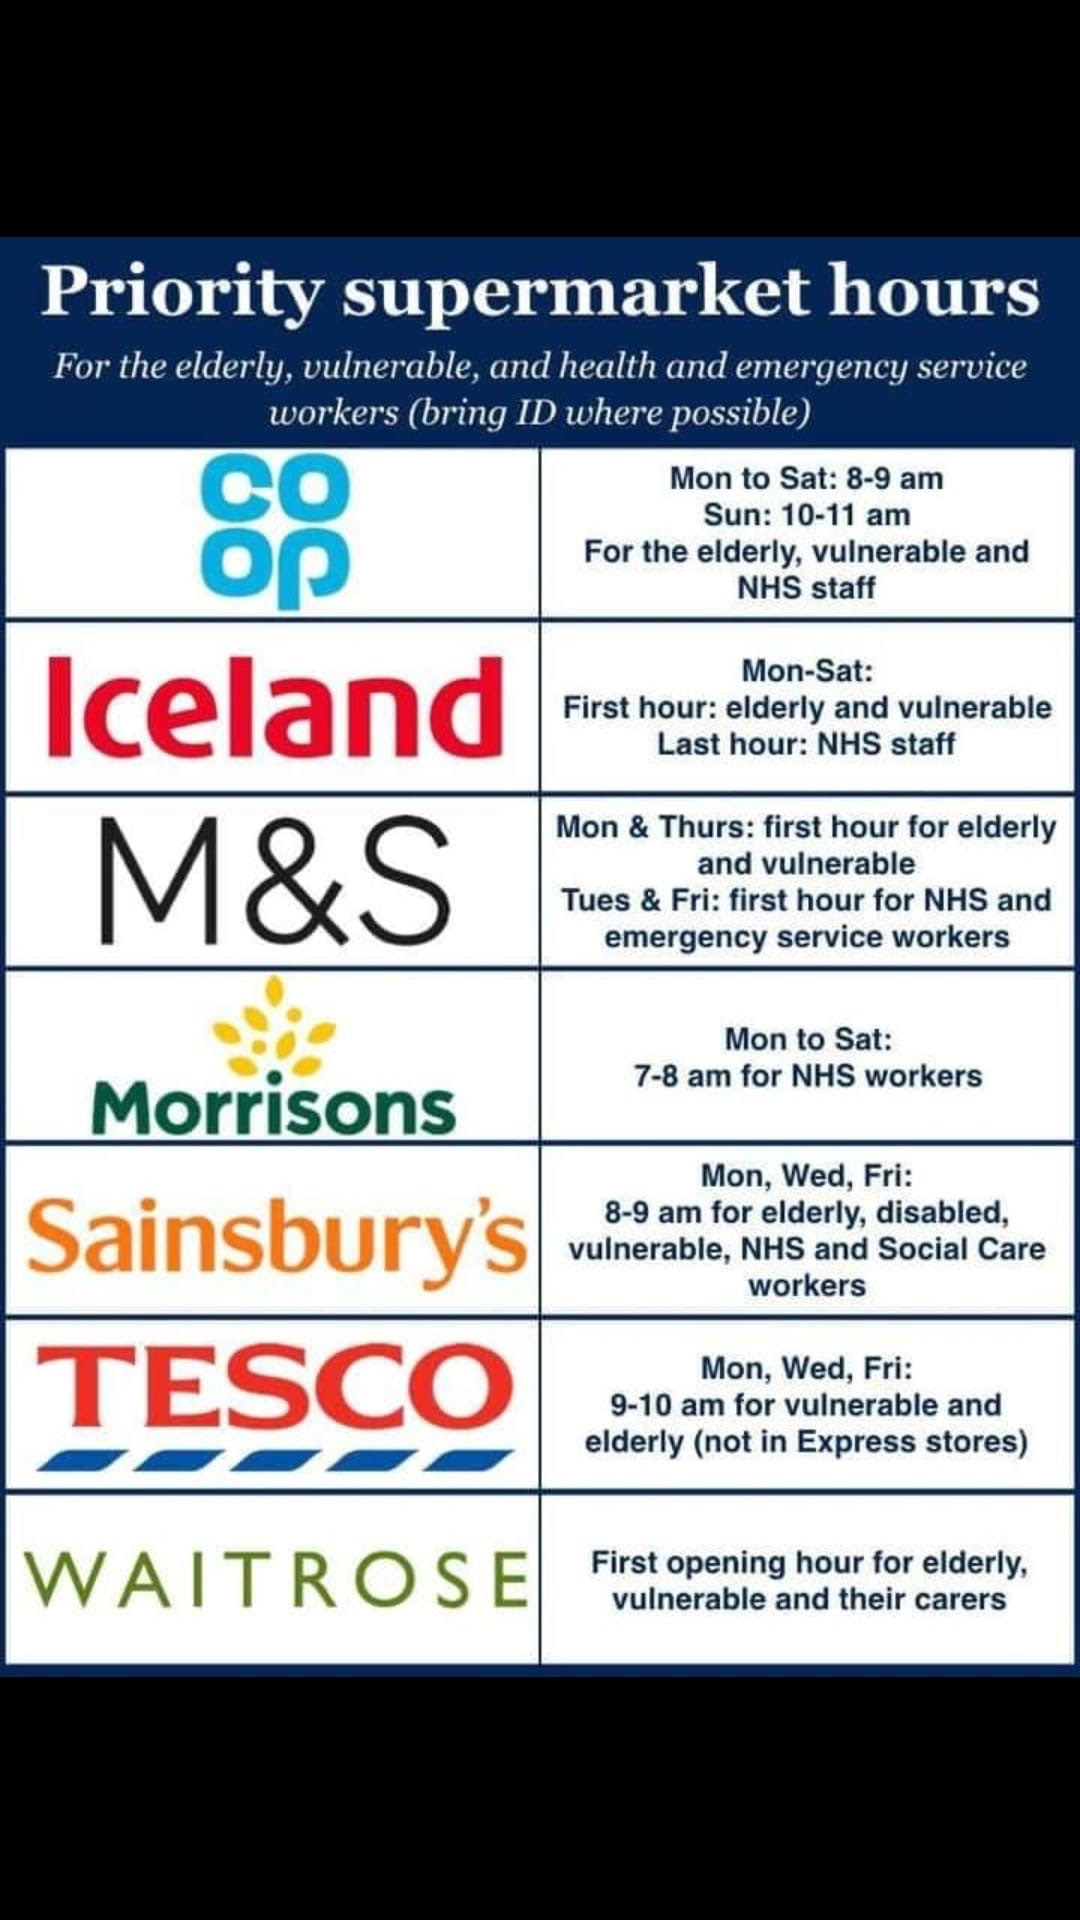 Priority supermarket hours
For the elderly, vulnerable, and health and emergency service
workers (bring ID where possible)
co
op
Mon to Sat: 8-9 am
Sun: 10-11 am
For the elderly, vulnerable and
NHS staff
Iceland
Mon-Sat:
First hour: elderly and vulnerable
Last hour: NHS staff
M&S
Mon & Thurs: first hour for elderly
and vulnerable
Tues & Fri: first hour for NHS and
emergency service workers
Morrisons
Mon to Sat:
7-8 am for NHS workers
Sainsbury's
Mon, Wed, Fri:
8-9 am for elderly, disabled,
vulnerable, NHS and Social Care
workers
TESCO
Mon, Wed, Fri:
9-10 am for vulnerable and
elderly (not in Express stores)
WAITROSE
First opening hour for elderly,
vulnerable and their carers